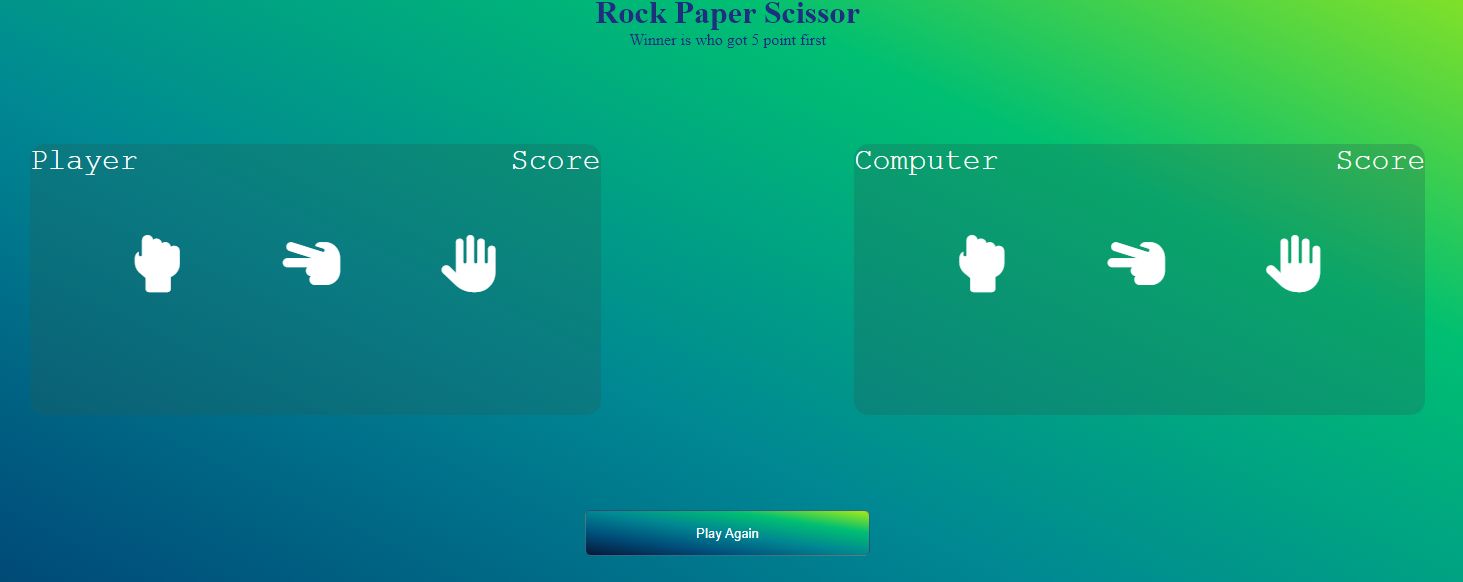 Rock Paper Scissor
Winner is who got 5 point first
Player Score
Computer Score
Play Again